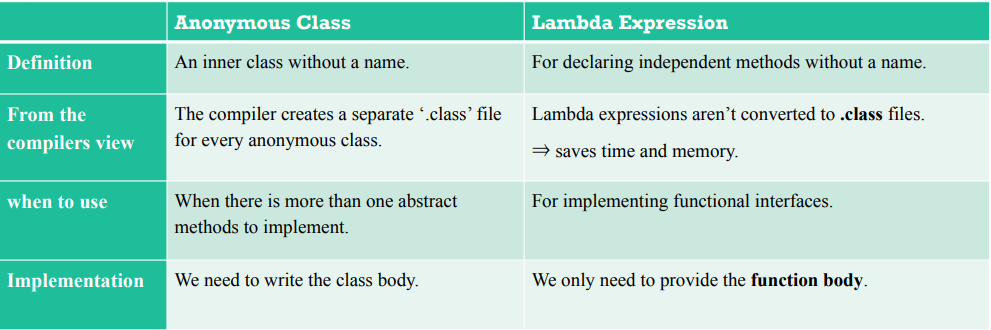 Anonymous Class
Lambda Expression
Definition
An inner class without a name.
For declaring independent methods without a name.
From the
compilers view
The compiler creates a separate ‘.class’ file
for every anonymous class.
Lambda expressions aren’t converted to .class files.
⇒ saves time and memory.
when to use
When there is more than one abstract
methods to implement.
For implementing functional interfaces.
Implementation
We need to write the class body.
We only need to provide the function body.